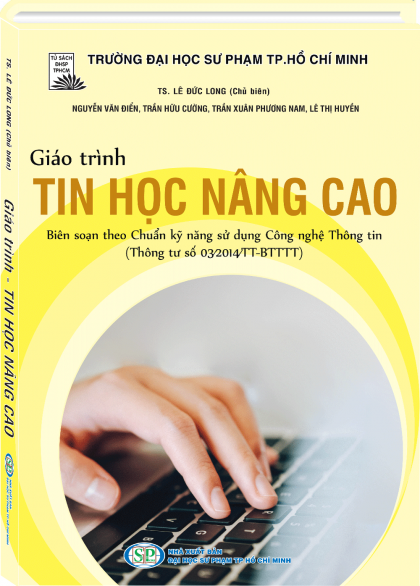 TỦ SÁCH
ĐHSP
TPHCM
TRƯỜNG ĐẠI HỌC SƯ PHẠM TP.HỒ CHÍ MINH
TS. LÊ ĐỨC LONG (Chủ biên)
NGUYỄN VĂN ĐIỂN, TRẦN HỮU CƯỜNG, TRẦN XUÂN PHƯƠNG NAM, LÊ THỊ HUYỀN
Giáo trình
TIN HỌC NÂNG CAO
Biên soạn theo Chuẩn kỹ năng sử dụng Công nghệ Thông tin
(Thông tư số 03/2014/TT-BTTTT)
SP
NHÀ XUẤT BẢN
ĐẠI HỌC SƯ PHẠM TP HỒ CHÍ MINH
TS. LÊ ĐỨC LONG (Chủ biên)
Giáo trình - TIN HỌC NÂNG CAO
SP